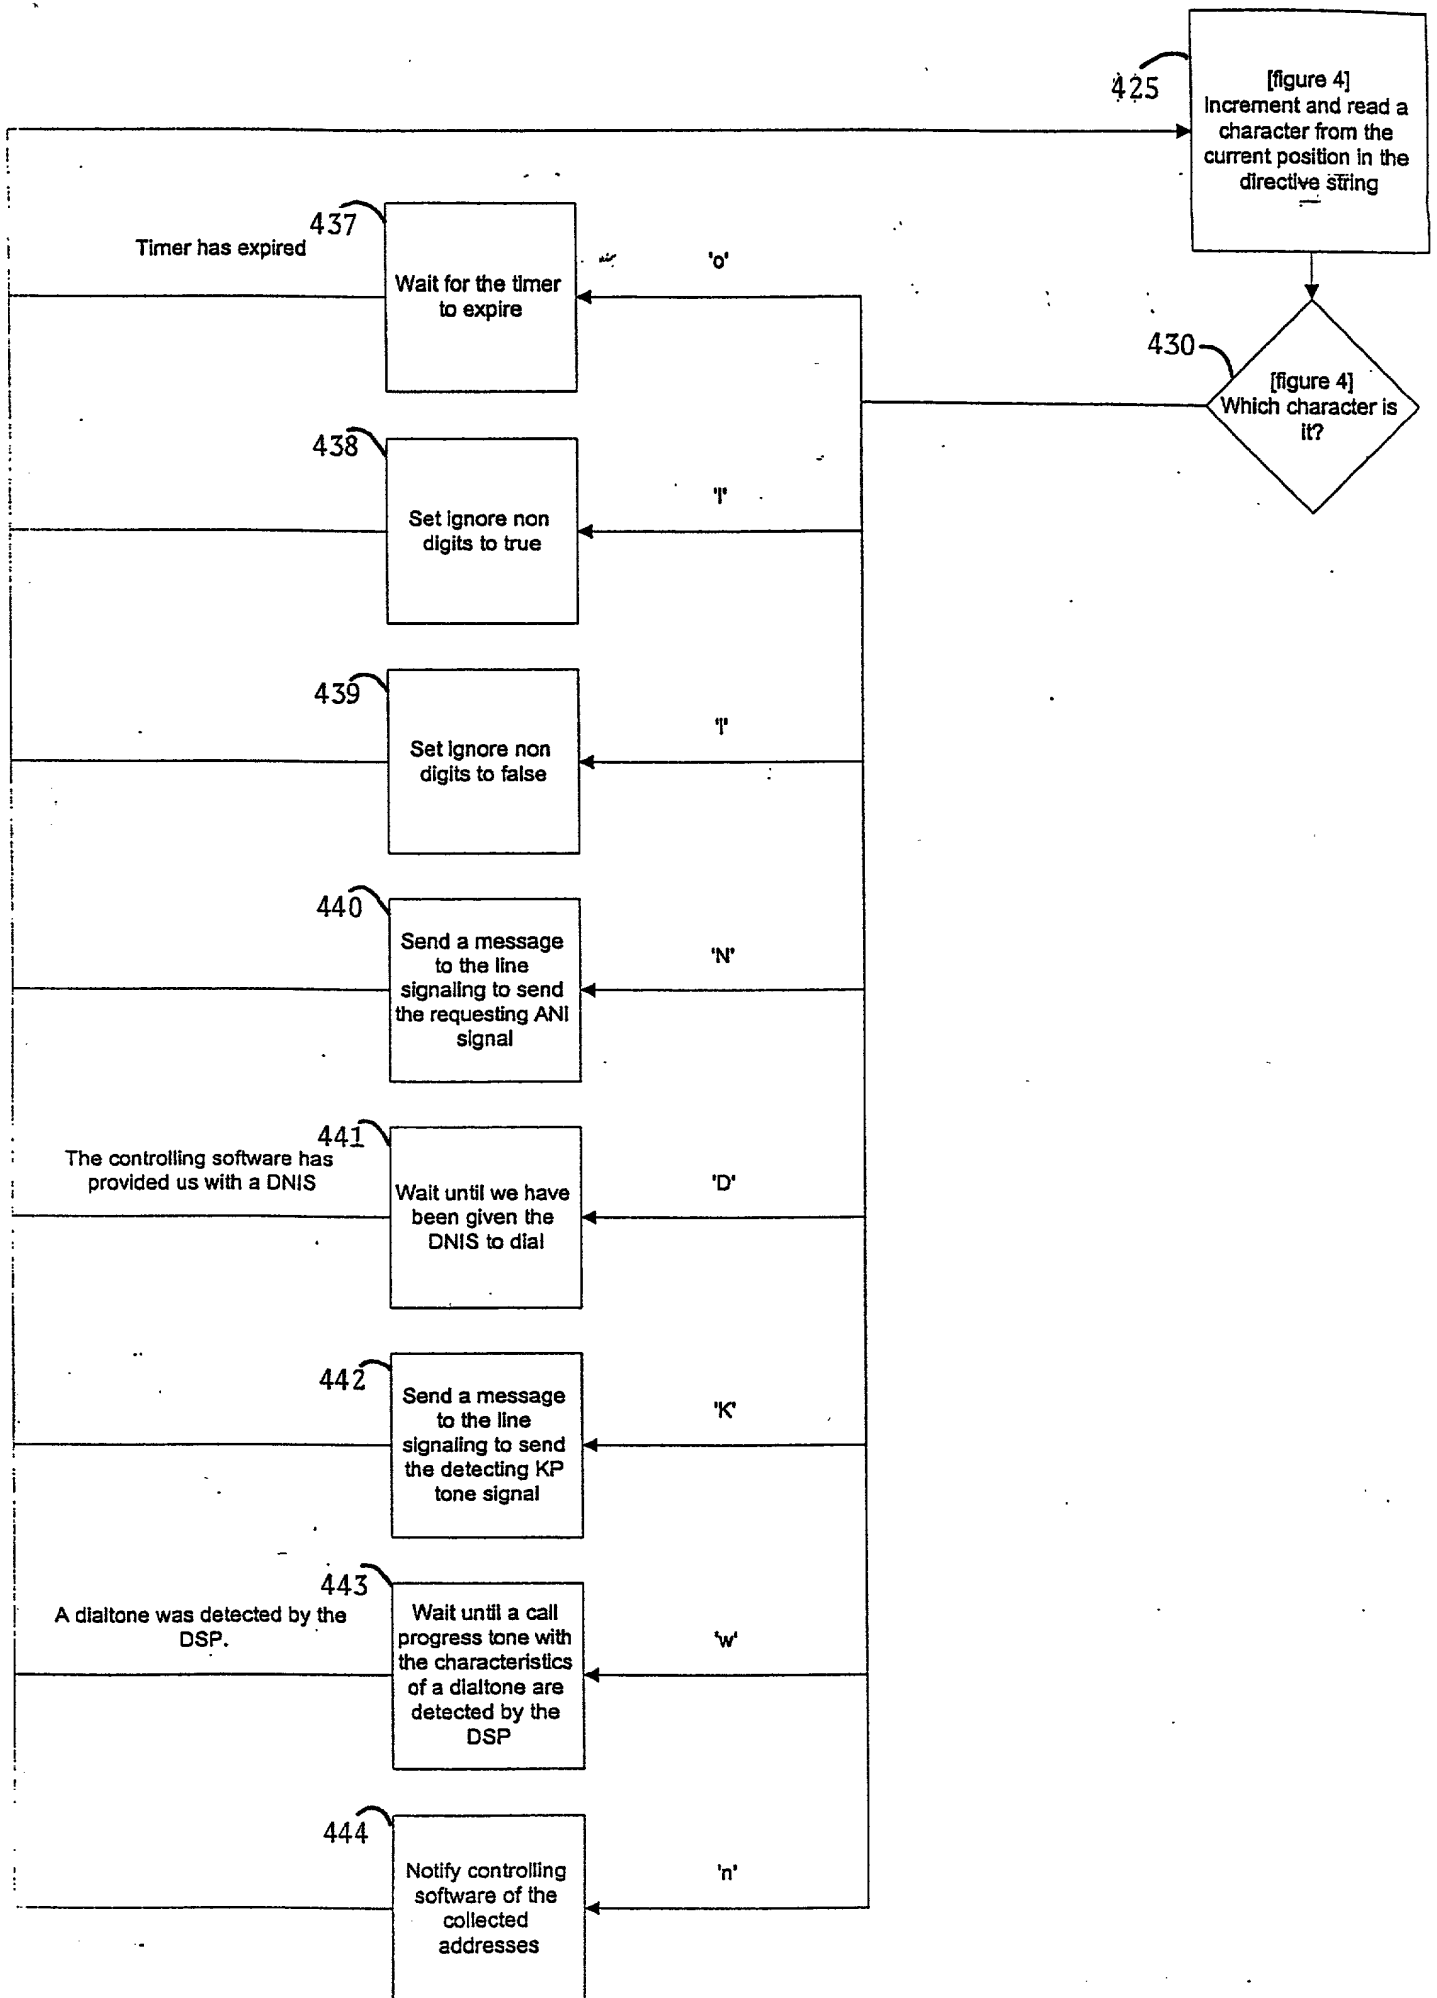 425
[figure 4]
Increment and read a
character from the
current position in the
directive string
430
[figure 4]
Which character is
it?
Timer has expired
437
Wait for the timer
to expire
'o'
438
Set ignore non
digits to true
439
Set ignore non
digits to false
440
Send a message
to the line
signaling to send
the requesting ANI
signal
'N'
The controlling software has
provided us with a DNIS
441
Wait until we have
been given the
DNIS to dial
'D'
442
Send a message
to the line
signaling to send
the detecting KP
tone signal
'K'
A dialtone was detected by the
DSP.
443
Wait until a call
progress tone with
the characteristics
of a dialtone are
detected by the
DSP
'w'
444
Notify controlling
software of the
collected
addresses
'n'